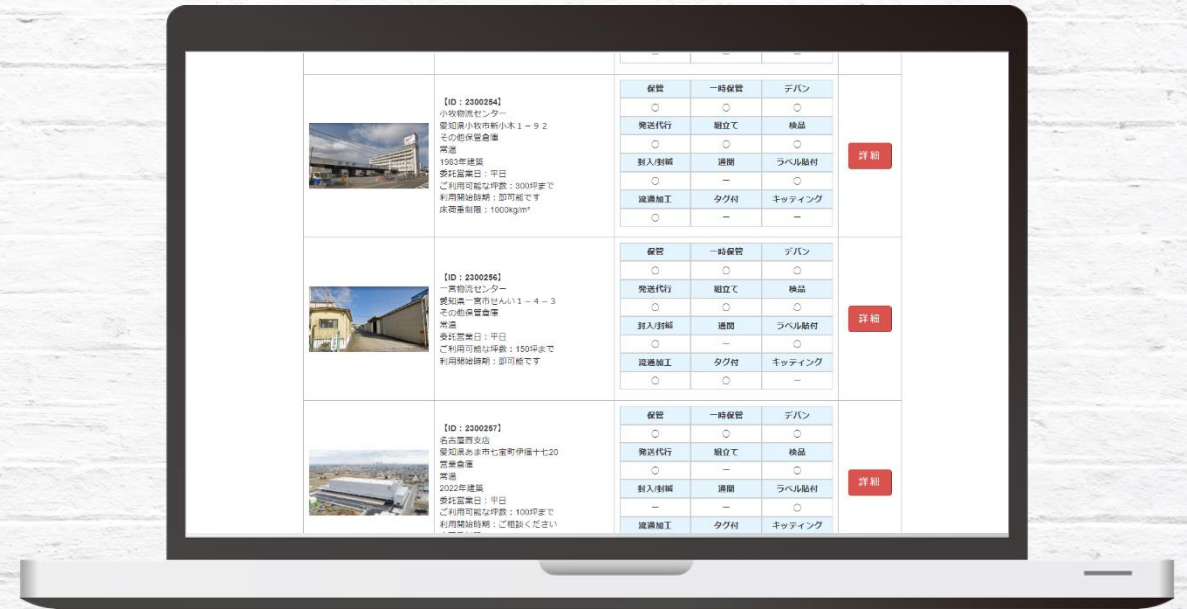 － － －
【ID：2300254】
小牧物流センター
愛知県小牧市新小木１－９２
その他保管倉庫
常温
1983年建築
委託営業日：平日
ご利用可能な坪数：300坪まで
利用開始時期：即可能です
床荷重制限：1000kg/m²
保管 一時保管 デバン
○ ○ ○
発送代行 組立て 検品
○ ○ ○
封入/封緘 通関 ラベル貼付
○ － ○
流通加工 タグ付 キッティング
○ － －
詳細
【ID：2300256】
一宮物流センター
愛知県一宮市せんい１－４－３
その他保管倉庫
常温
委託営業日：平日
ご利用可能な坪数：150坪まで
利用開始時期：即可能です
保管 一時保管 デバン
○ ○ ○
発送代行 組立て 検品
○ ○ ○
封入/封緘 通関 ラベル貼付
○ － ○
流通加工 タグ付 キッティング
○ ○ －
詳細
【ID：2300257】
名古屋西支店
愛知県あま市七宝町伊福十七20
営業倉庫
常温
2022年建築
委託営業日：平日
ご利用可能な坪数：100坪まで
利用開始時期：ご相談ください
保管 一時保管 デバン
○ ○ ○
発送代行 組立て 検品
○ － ○
封入/封緘 通関 ラベル貼付
－ － ○
流通加工 タグ付 キッティング
詳細